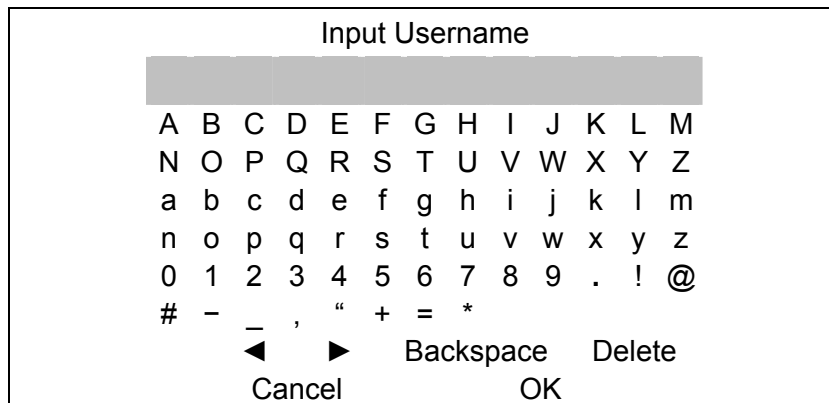 Input Username
A B C D E F G H I J K L M
N O P Q R S T U V W X Y Z
a b c d e f g h i j k l m
n o p q r s t u v w x y z
0 1 2 3 4 5 6 7 8 9 . ! @
# − _ , “ + = *
◄ ► Backspace Delete
Cancel OK